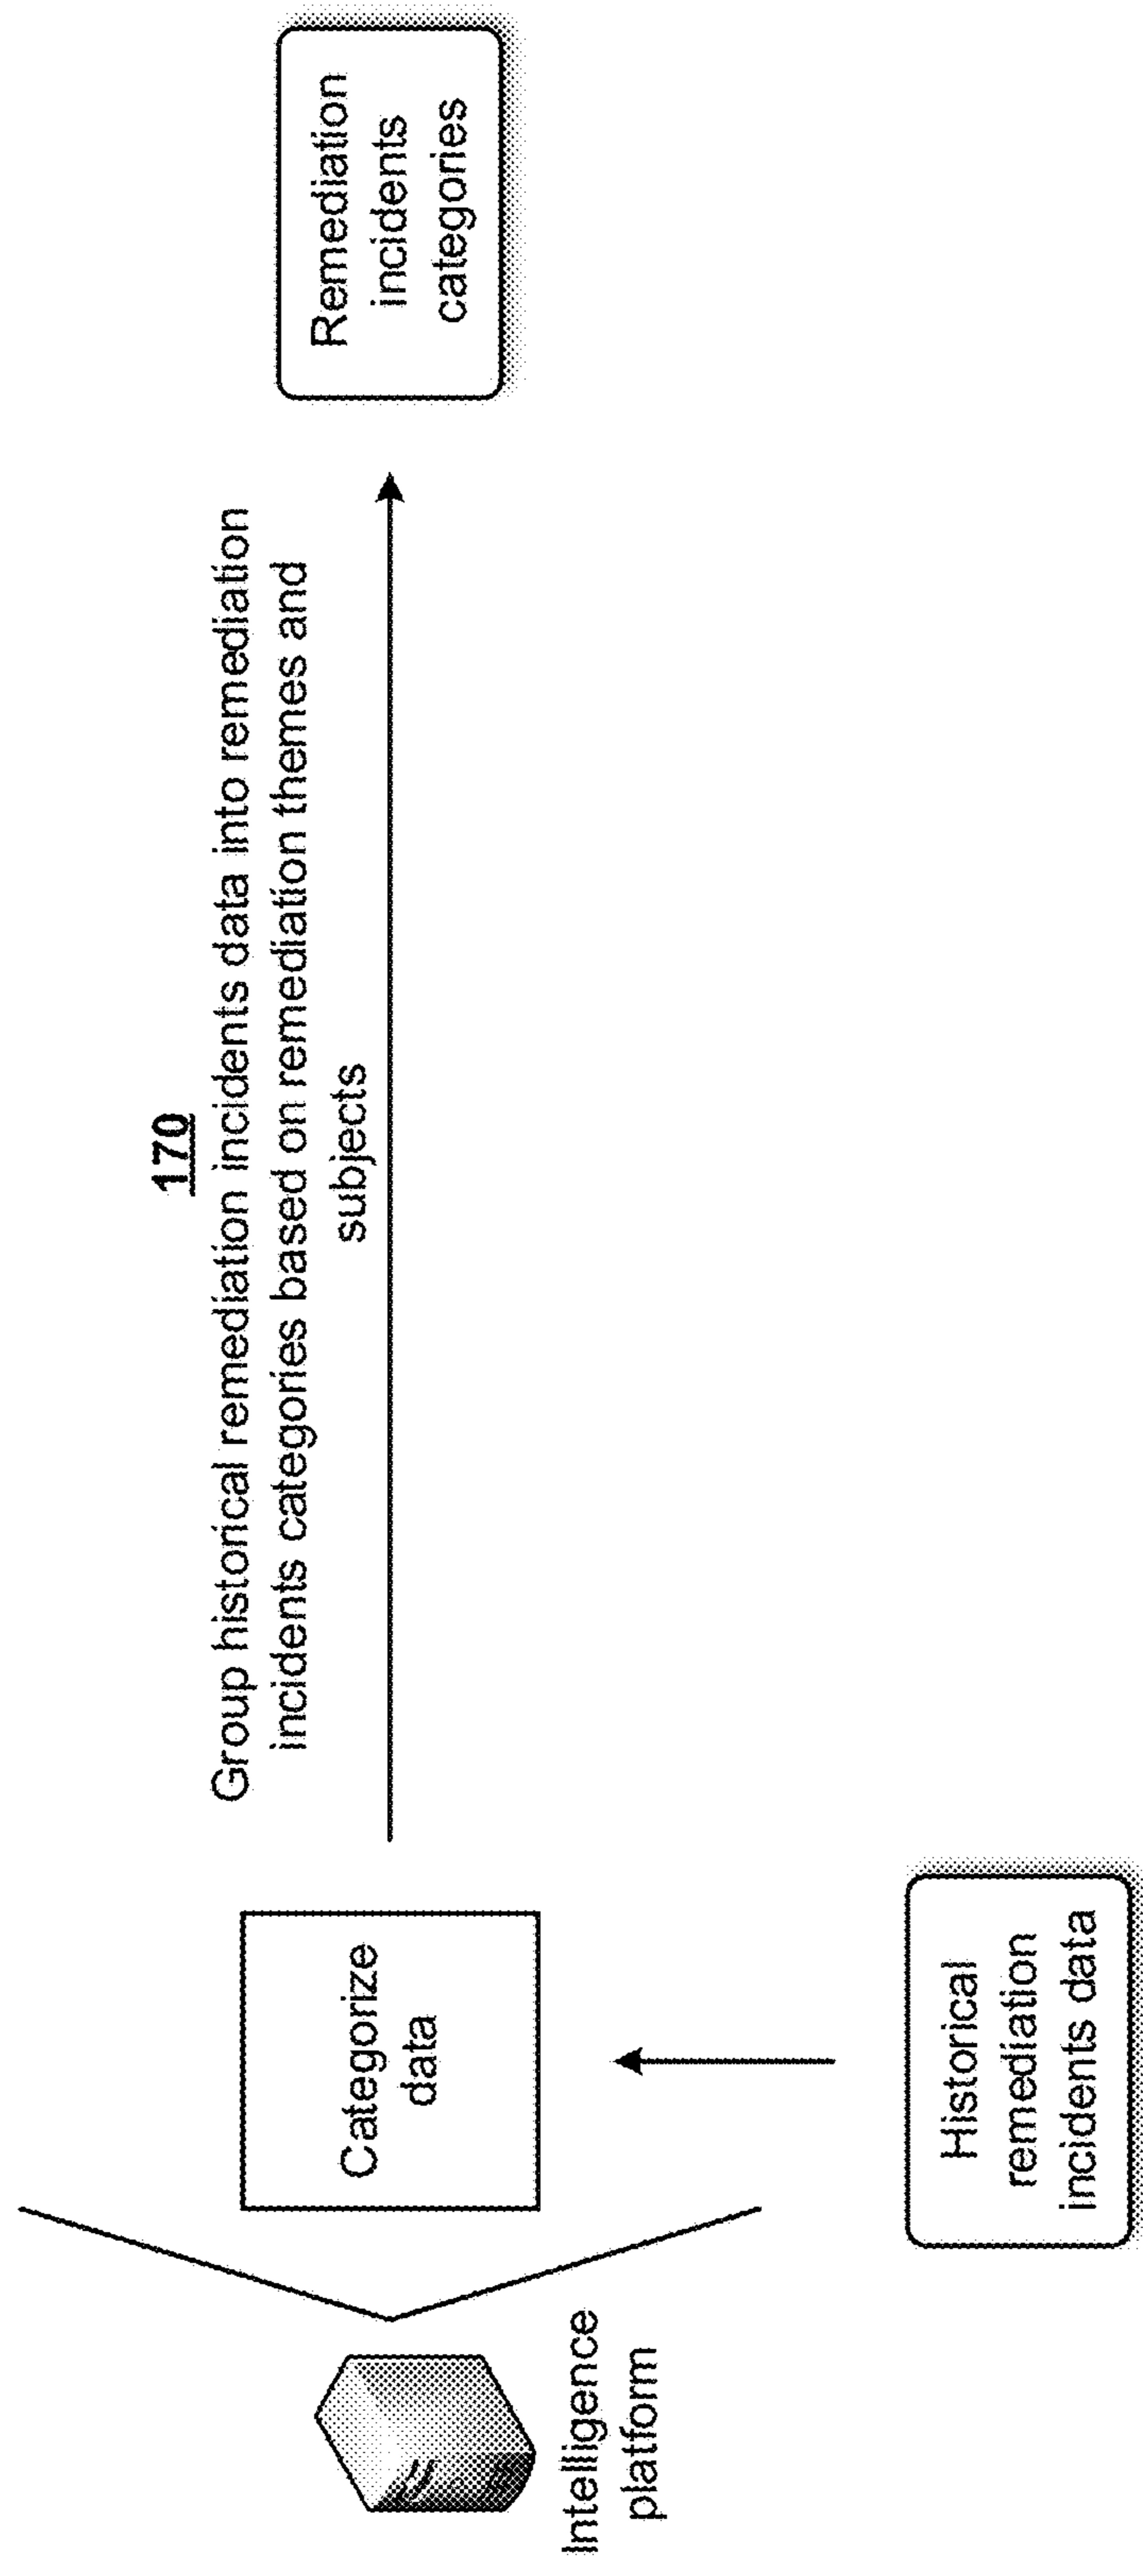 170
Group historical remediation incidents data into remediation
incidents categories based on remediation themes and
subjects
Categorize
data
Remediation
incidents
categories
Intelligence
platform
Historical
remediation
incidents data